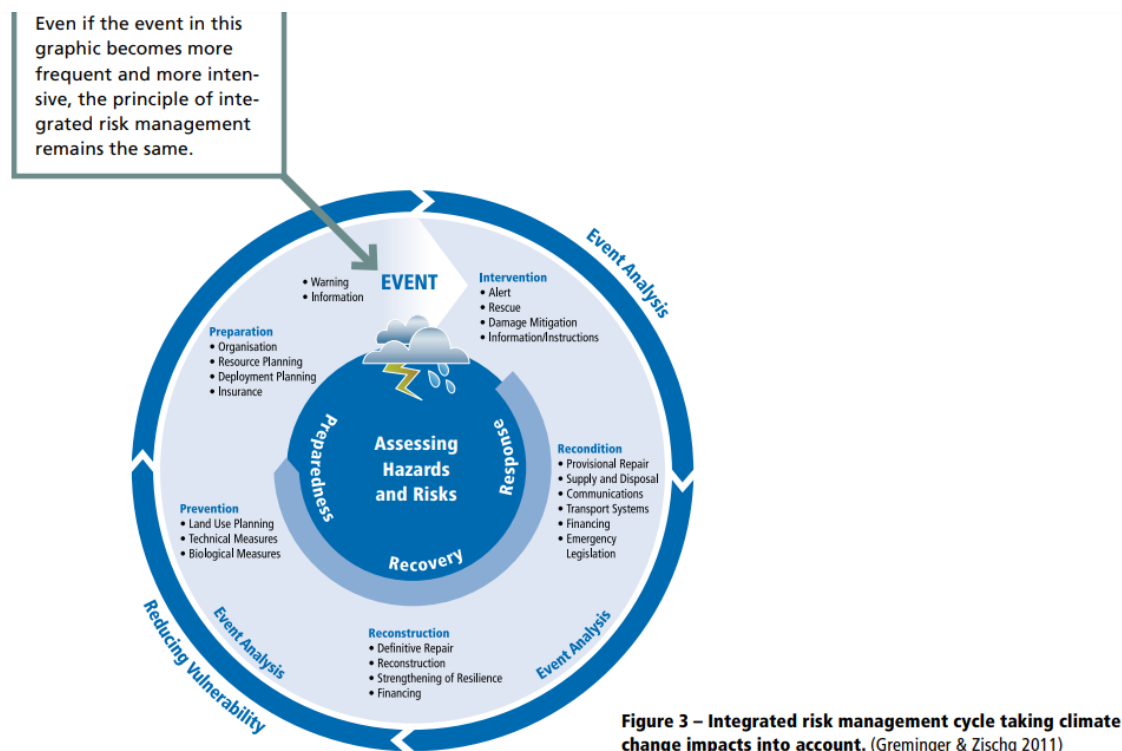 Even if the event in this
graphic becomes more
frequent and more inten-
sive, the principle of inte-
grated risk management
remains the same.
Event Analysis
EVENT
• Warning
• Information
Intervention
• Alert
• Rescue
• Damage Mitigation
• Information/Instructions
Preparation
• Organisation
• Resource Planning
• Deployment Planning
• Insurance
Preparedness
Assessing
Hazards
and Risks
Response
Recovery
Recondition
• Provisional Repair
• Supply and Disposal
• Communications
• Transport Systems
• Financing
• Emergency
Legislation
Prevention
• Land Use Planning
• Technical Measures
• Biological Measures
Reducing Vulnerability
Event Analysis
Event Analysis
Reconstruction
• Definitive Repair
• Reconstruction
• Strengthening of Resilience
• Financing
Figure 3 – Integrated risk management cycle taking climate
change impacts into account. (Greminger & Zischg 2011)